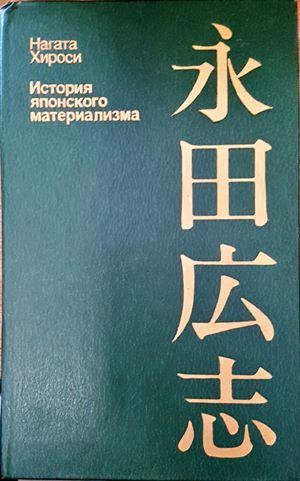 Нагата
Хироси
История
японского
материализма
永田広志